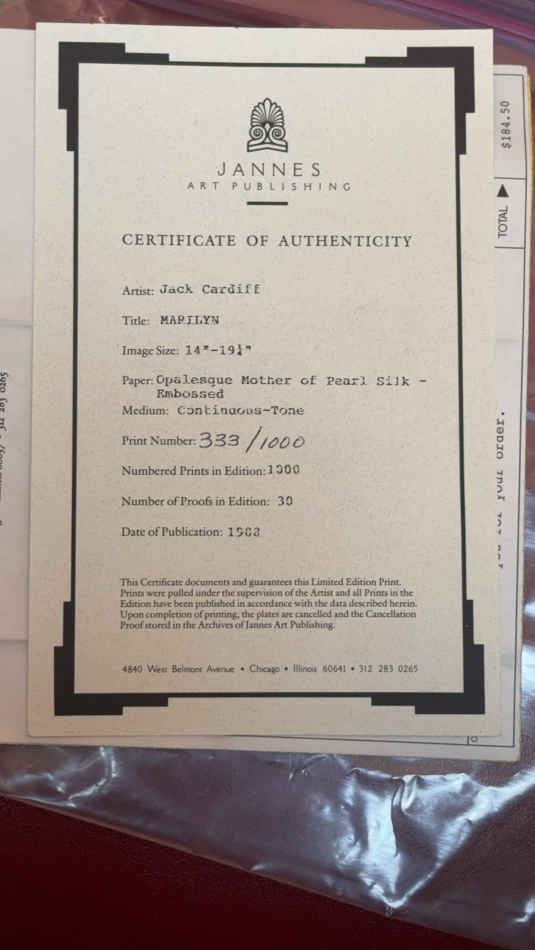 JANNES
ART PUBLISHING
CERTIFICATE OF AUTHENTICITY
Artist: Jack Cardiff
Title: MARILYN
Image Size: 14"-19¼"
Paper: Opalesque Mother of Pearl Silk -
Embossed
Medium: Continuous-Tone
Print Number: 333/1000
Numbered Prints in Edition: 1000
Number of Proofs in Edition: 30
Date of Publication:
This Certificate documents and guarantees this Limited Edition Print.
Prints were pulled under the supervision of the Artist and all Prints in the
Edition have been published in accordance with the data described herein.
Upon completion of printing, the plates are cancelled and the Cancellation
Proof stored in the Archives of Jannes Art Publishing.
4840 West Belmont Avenue • Chicago • Illinois 60641 • 312 283 0265
TOTAL ▶ $184.50
your order.